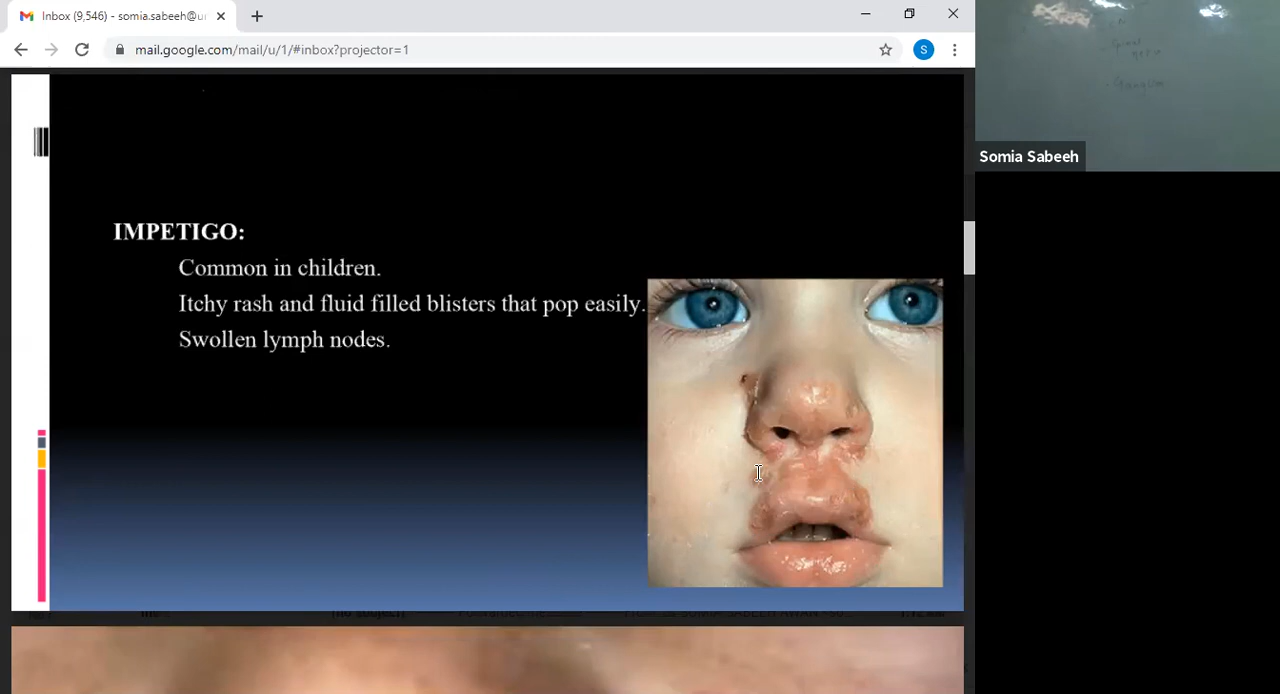 Inbox (9,546) - somia.sabeeh@u
mail.google.com/mail/u/1/#inbox?projector=1
S
Somia Sabeeh
IMPETIGO:
Common in children.
Itchy rash and fluid filled blisters that pop easily.
Swollen lymph nodes.